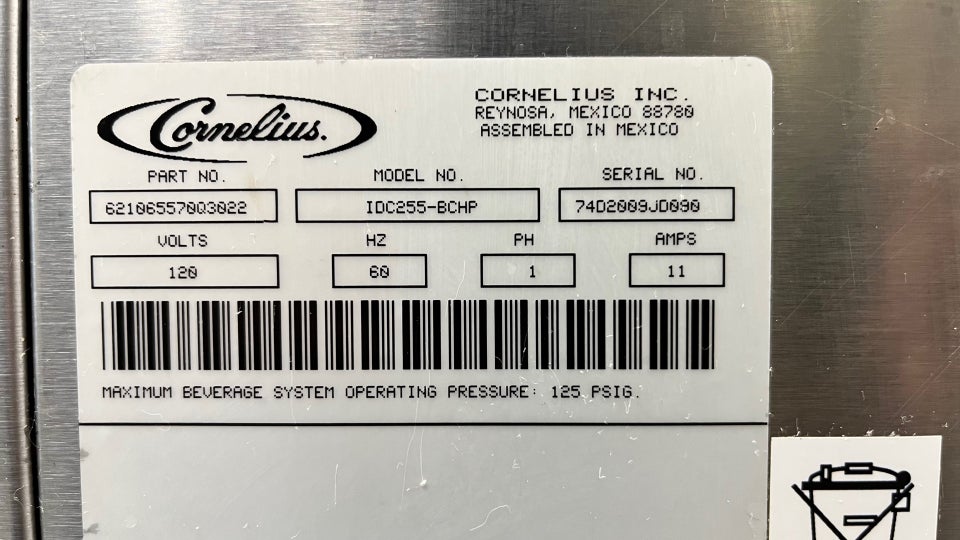 Cornelius.
CORNELIUS INC.
REYNOSA, MEXICO 88780
ASSEMBLED IN MEXICO
PART NO. MODEL NO. SERIAL NO.
621065570Q3022 IDC255-BCHP 74D2009JD090
VOLTS HZ PH AMPS
120 60 1 11
MAXIMUM BEVERAGE SYSTEM OPERATING PRESSURE: 125 PSIG.